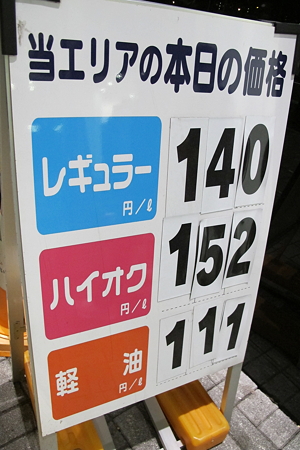 当エリアの本日の価格
レギュラー 140
円/ℓ
ハイオク 152
円/ℓ
軽油 111
円/ℓ